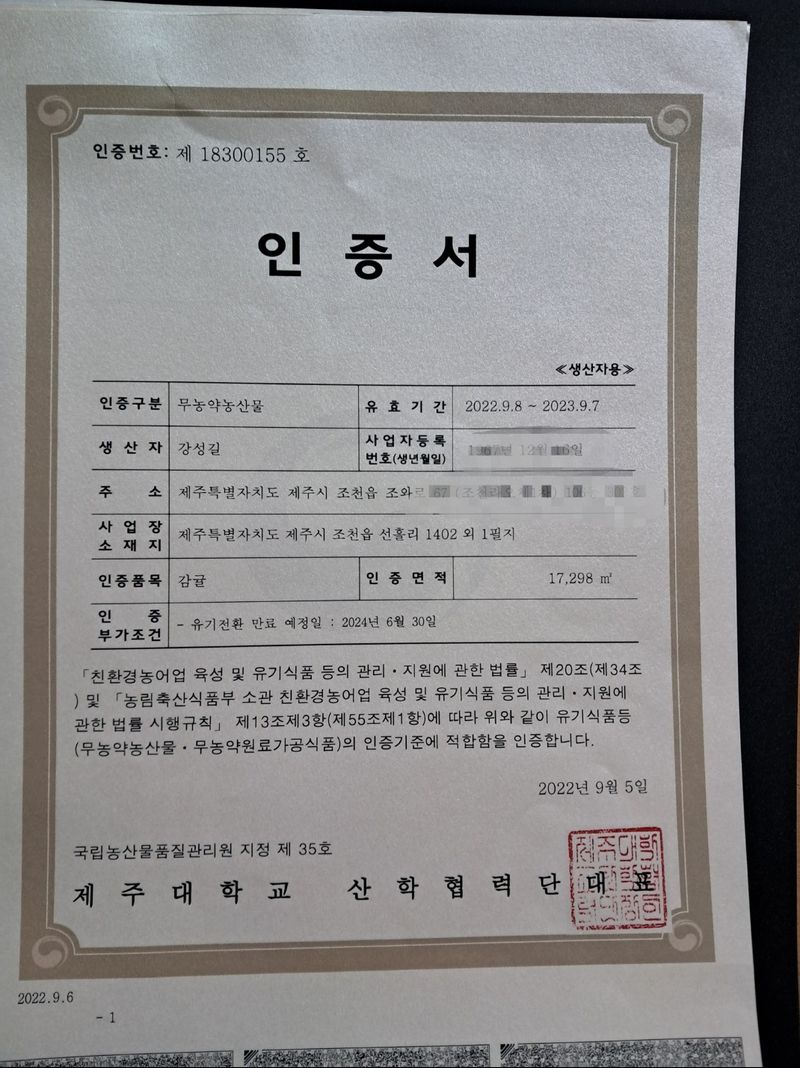 인증번호: 제 18300155 호
인 증 서
≪생산자용≫
인증구분 무농약농산물 유 효 기 간 2022.9.8 ~ 2023.9.7
생 산 자 강성길 사업자등록 번호(생년월일)
주 소 제주특별자치도 제주시 조천읍 조와로
사 업 장 소 재 지 제주특별자치도 제주시 조천읍 선흘리 1402 외 1필지
인증품목 감귤 인 증 면 적 17,298 ㎡
인 증 부가조건 - 유기전환 만료 예정일 : 2024년 6월 30일
「친환경농어업 육성 및 유기식품 등의 관리・지원에 관한 법률」 제20조(제34조
) 및 「농림축산식품부 소관 친환경농어업 육성 및 유기식품 등의 관리・지원에
관한 법률 시행규칙」 제13조제3항(제55조제1항)에 따라 위와 같이 유기식품등
(무농약농산물・무농약원료가공식품)의 인증기준에 적합함을 인증합니다.
2022년 9월 5일
국립농산물품질관리원 지정 제 35호
제 주 대 학 교 산 학 협 력 단 대 표
2022.9.6
- 1